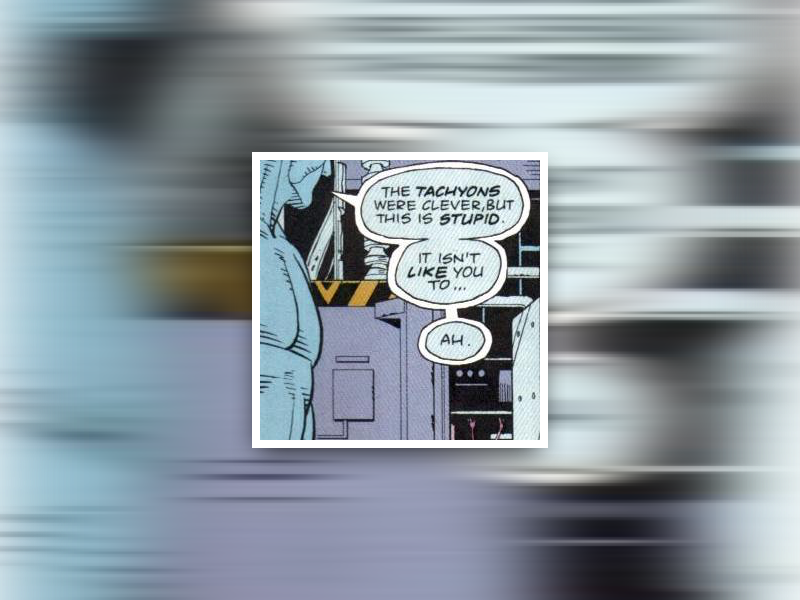 THE TACHYONS
WERE CLEVER, BUT
THIS IS STUPID.
IT ISN'T
LIKE YOU
TO...
AH.